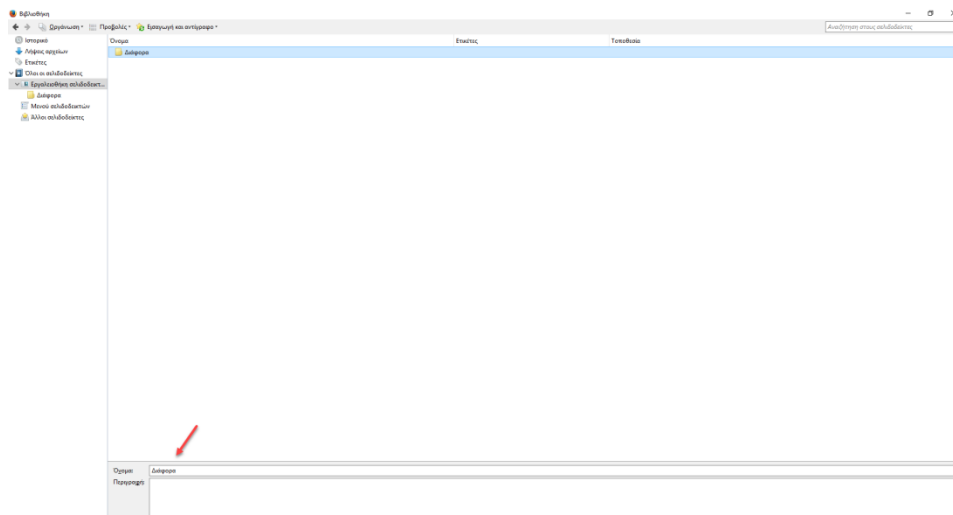 Βιβλιοθήκη
Οργάνωση Προβολές Εισαγωγή και αντίγραφα Αναζήτηση στους σελιδοδείκτες
Ιστορικό
Λήψεις αρχείων
Ετικέτες
Όλοι οι σελιδοδείκτες
Εργαλειοθήκη σελιδοδεικτ...
Διάφορα
Μενού σελιδοδεικτών
Άλλοι σελιδοδείκτες
Όνομα Ετικέτες Τοποθεσία
Διάφορα
Όνομα: Διάφορα
Περιγραφή: